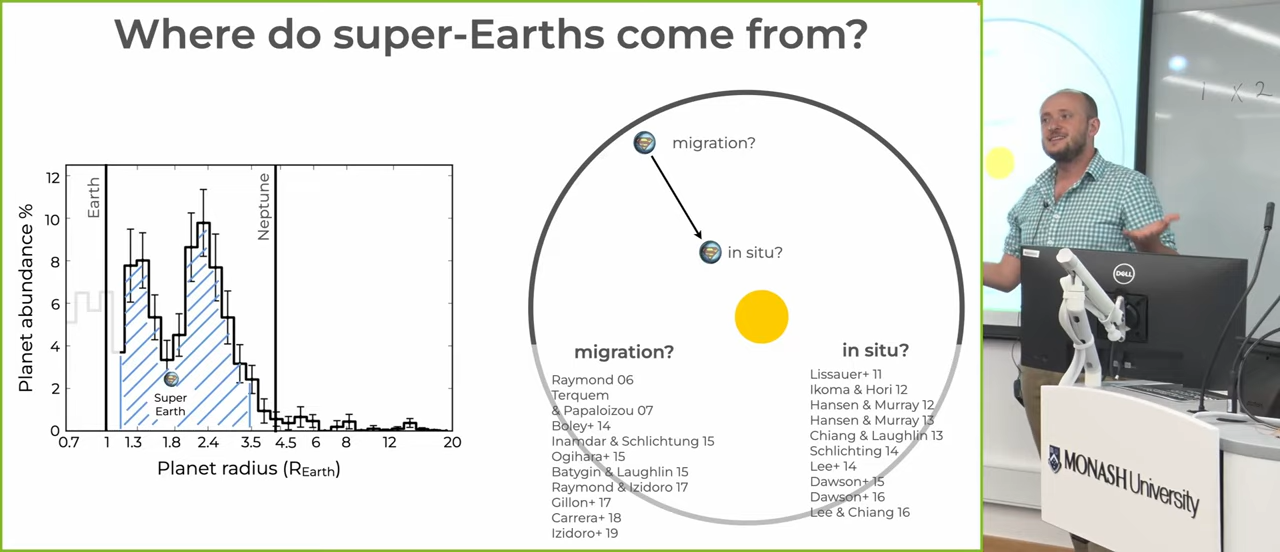 Where do super-Earths come from?
Planet abundance %
12
10
8
6
4
2
0
Earth
Neptune
Super
Earth
0.7 1 1.3 1.8 2.4 3.5 4.5 6 8 12 20
Planet radius (REarth)
migration?
in situ?
migration?
Raymond 06
Terquem
& Papaloizou 07
Boley+ 14
Inamdar & Schlichtung 15
Ogihara+ 15
Batygin & Laughlin 15
Raymond & Izidoro 17
Gillon+ 17
Carrera+ 18
Izidoro+ 19
in situ?
Lissauer+ 11
Ikoma & Hori 12
Hansen & Murray 12
Hansen & Murray 13
Chiang & Laughlin 13
Schlichting 14
Lee+ 14
Dawson+ 15
Dawson+ 16
Lee & Chiang 16
1 x 2
DELL
MONASH University